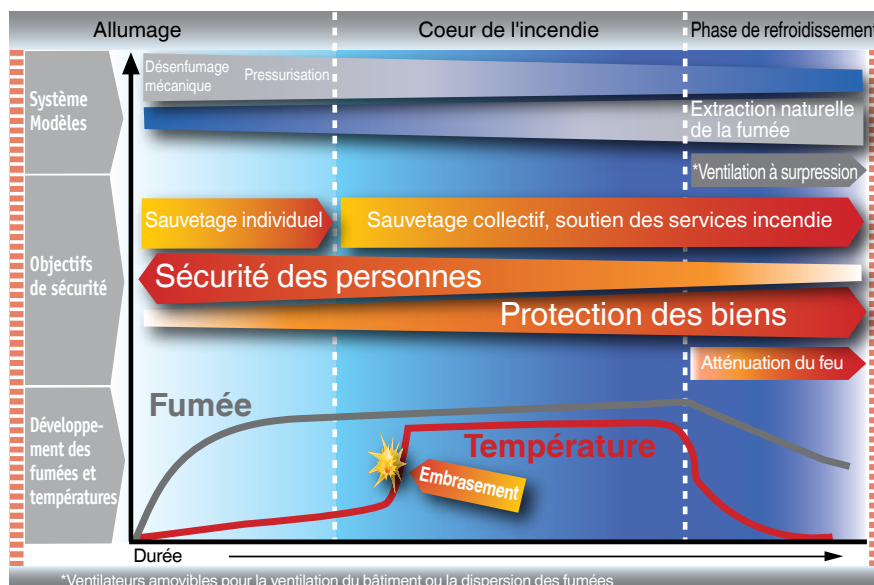 Allumage
Coeur de l'incendie
Phase de refroidissement
Système
Modèles
Désenfumage
mécanique
Pressurisation
Extraction naturelle
de la fumée
*Ventilation à surpression
Objectifs
de sécurité
Sauvetage individuel
Sauvetage collectif, soutien des services incendie
Sécurité des personnes
Protection des biens
Atténuation du feu
Développe-
ment des
fumées et
températures
Fumée
Température
Embrasement
Durée
*Ventilateurs amovibles pour la ventilation du bâtiment ou la dispersion des fumées